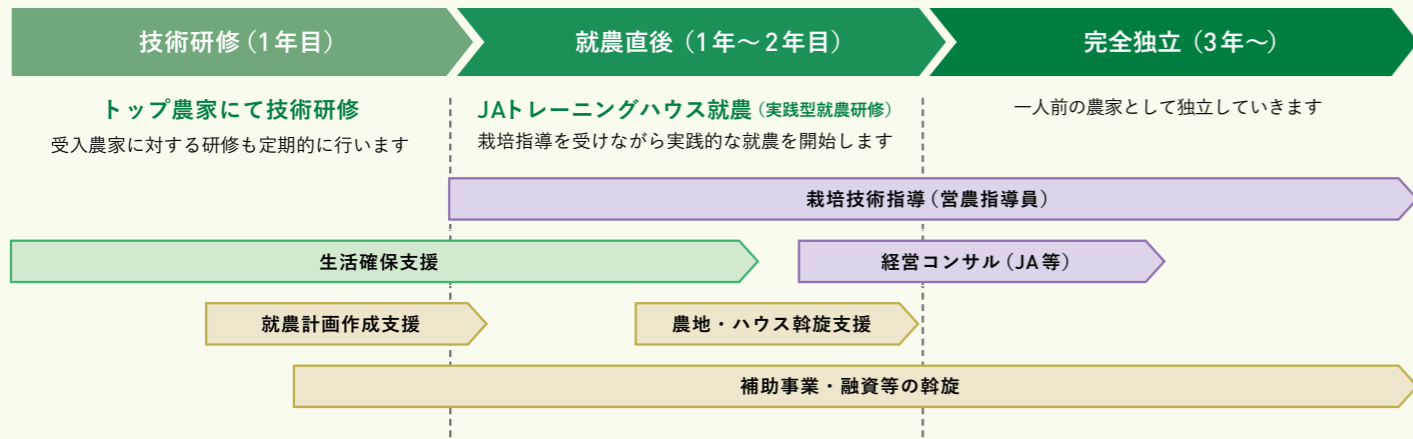 技術研修（1年目）
就農直後（1年～2年目）
完全独立（3年～）
トップ農家にて技術研修
受入農家に対する研修も定期的に行います
JAトレーニングハウス就農（実践型就農研修）
栽培指導を受けながら実践的な就農を開始します
一人前の農家として独立していきます
栽培技術指導（営農指導員）
生活確保支援
経営コンサル（JA等）
就農計画作成支援
農地・ハウス斡旋支援
補助事業・融資等の斡旋